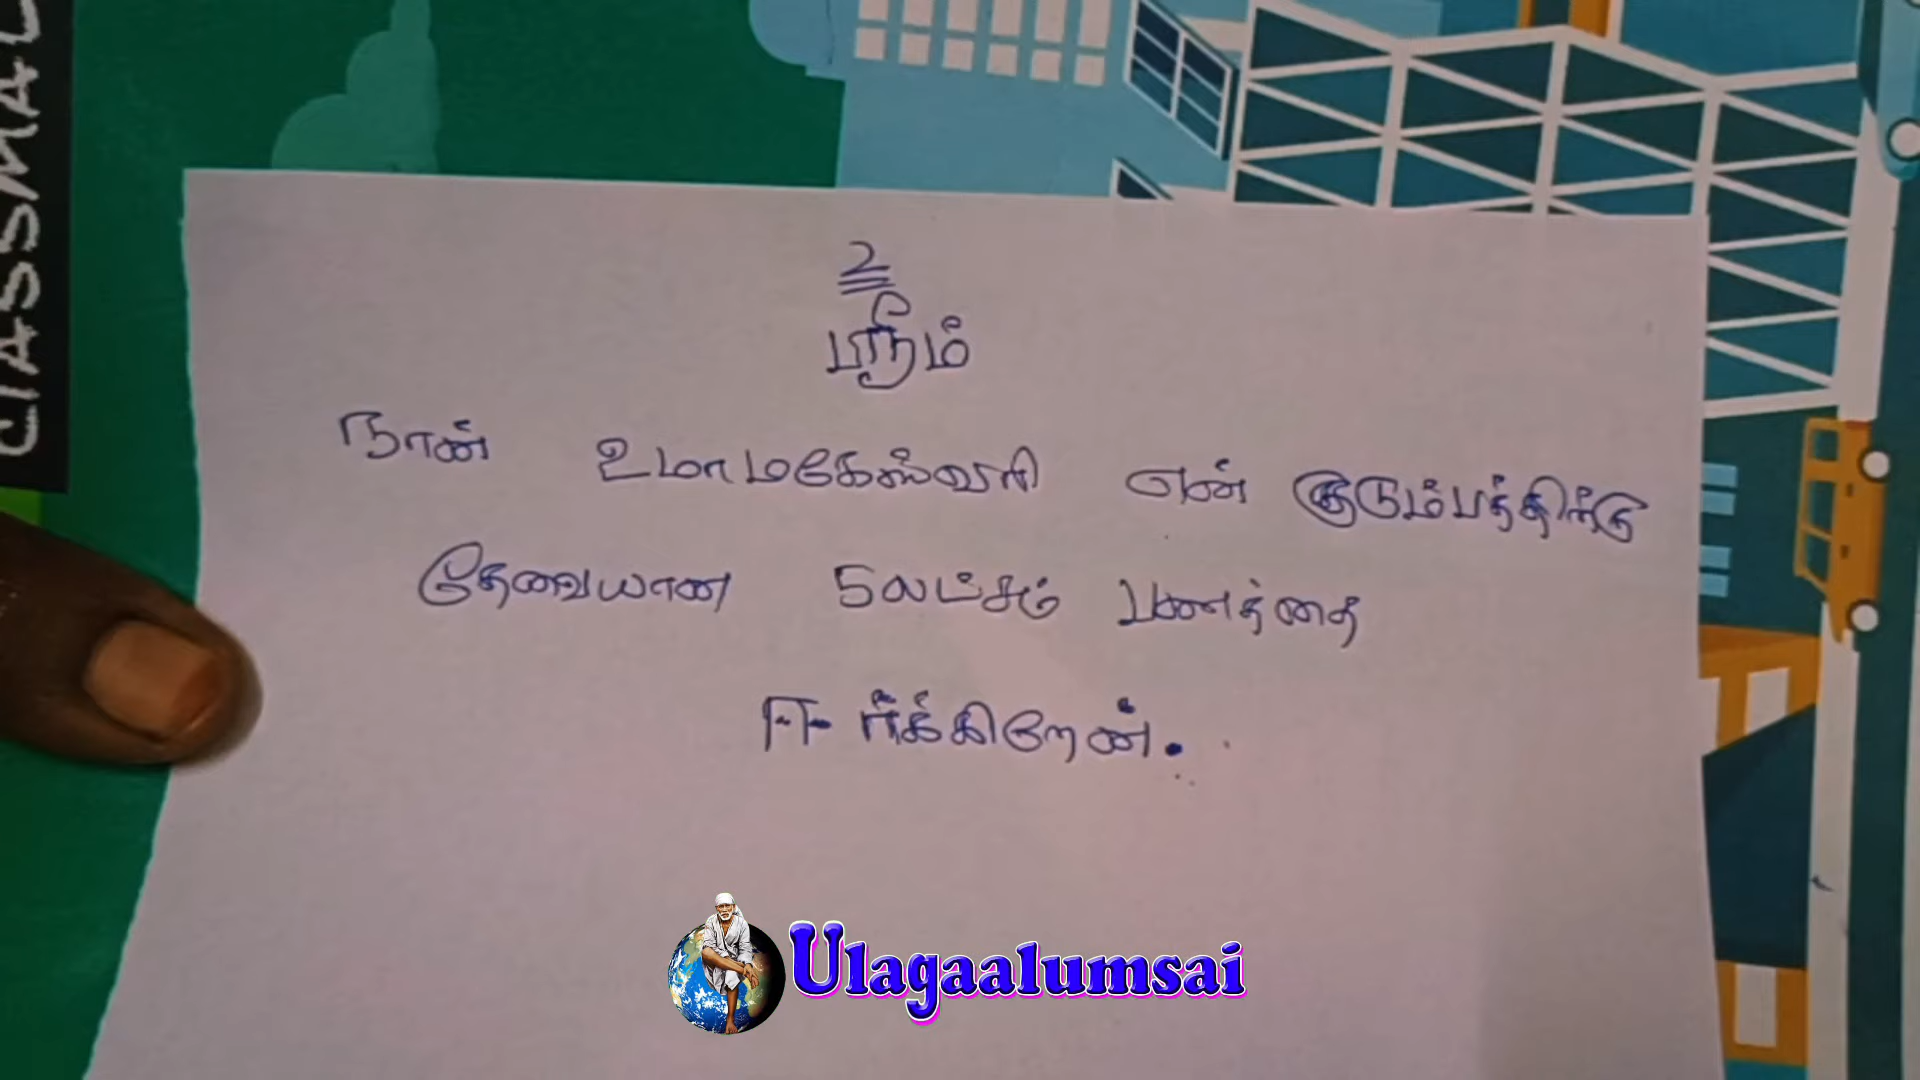 CLASSMAT
உ
ஸ்ரீம்
நான் உமாமகேஸ்வரி என் குடும்பத்திற்கு
தேவையான 5லட்சம் பணத்தை
ஈர்க்கிறேன்.
Ulagaalumsai